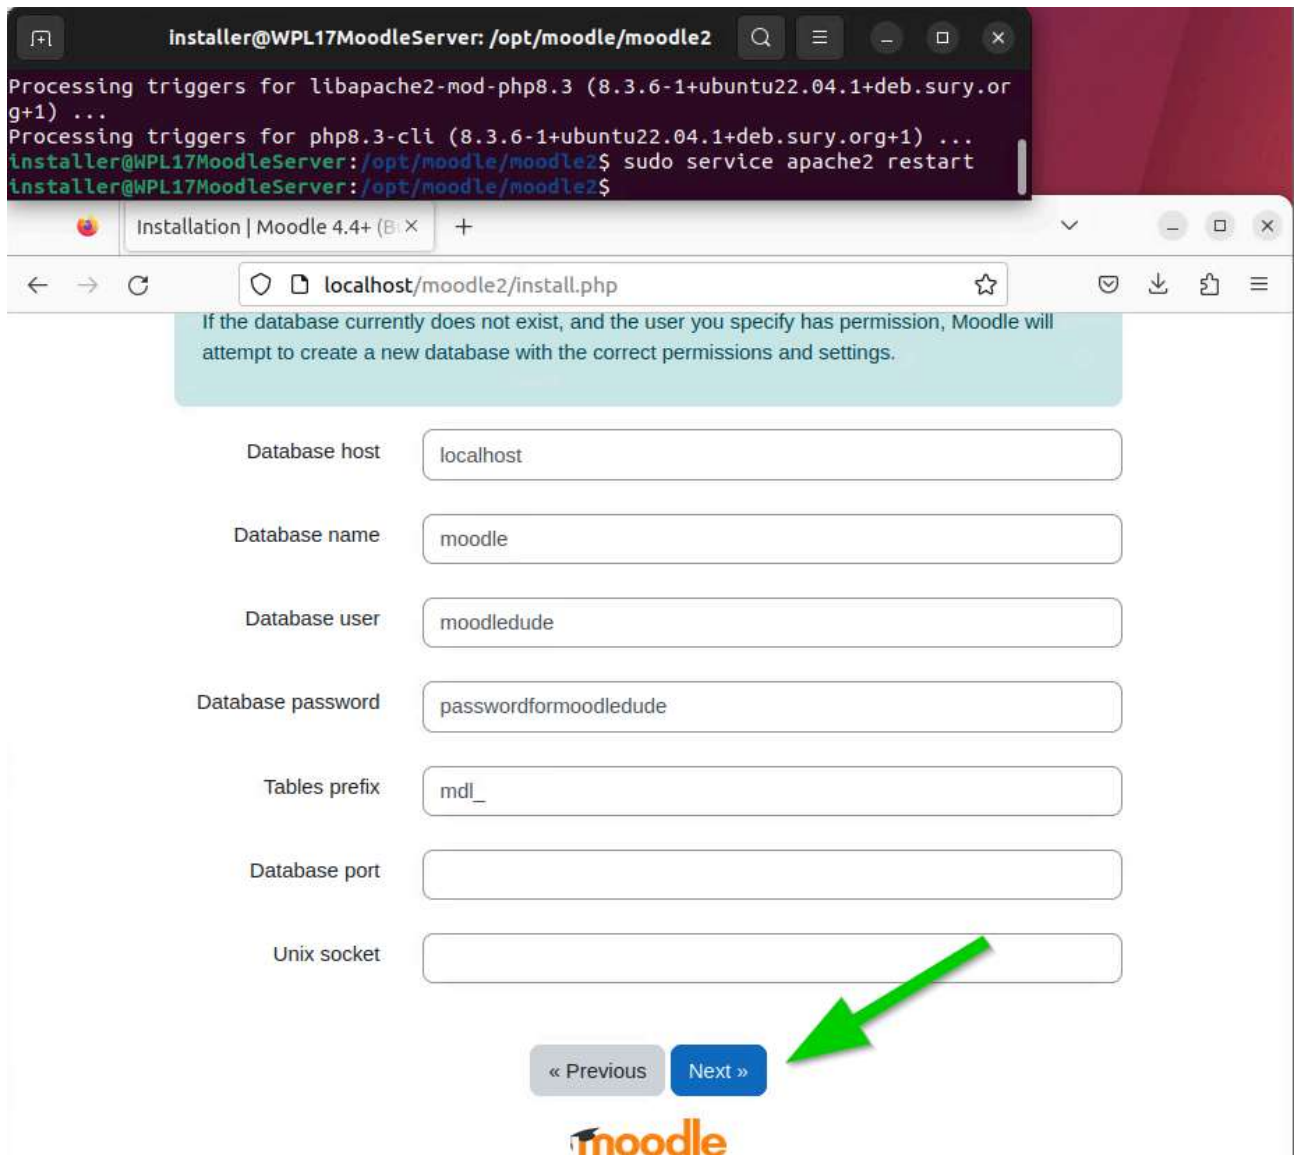 installer@WPL17MoodleServer: /opt/moodle/moodle2
Processing triggers for libapache2-mod-php8.3 (8.3.6-1+ubuntu22.04.1+deb.sury.or
g+1) ...
Processing triggers for php8.3-cli (8.3.6-1+ubuntu22.04.1+deb.sury.org+1) ...
installer@WPL17MoodleServer:/opt/moodle/moodle2$ sudo service apache2 restart
installer@WPL17MoodleServer:/opt/moodle/moodle2$
Installation | Moodle 4.4+ (B
localhost/moodle2/install.php
If the database currently does not exist, and the user you specify has permission, Moodle will
attempt to create a new database with the correct permissions and settings.
Database host
localhost
Database name
moodle
Database user
moodledude
Database password
passwordformoodledude
Tables prefix
mdl_
Database port
Unix socket
« Previous
Next »
moodle